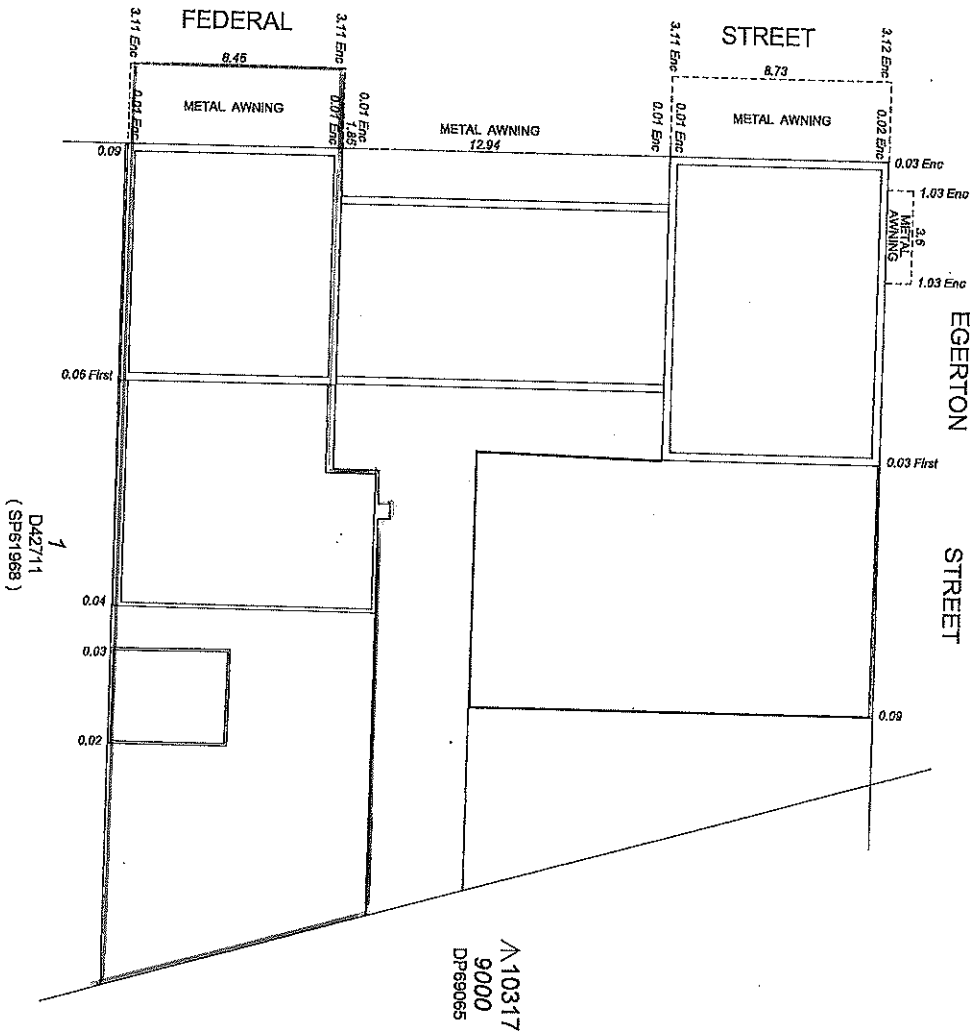 FEDERAL
STREET
3.11 Enc
3.11 Enc
3.11 Enc
3.12 Enc
8.45
8.73
METAL AWNING
METAL AWNING
12.94
METAL AWNING
0.01 Enc
0.01 Enc
0.01 Enc
1.85
0.01 Enc
0.01 Enc
0.02 Enc
0.09
0.03 Enc
1.03 Enc
METAL
AWNING
3.6
1.03 Enc
EGERTON
STREET
0.06 First
0.03 First
0.04
0.03
0.02
0.09
1
D42711
( SP61968 )
10317
9000
DP69065